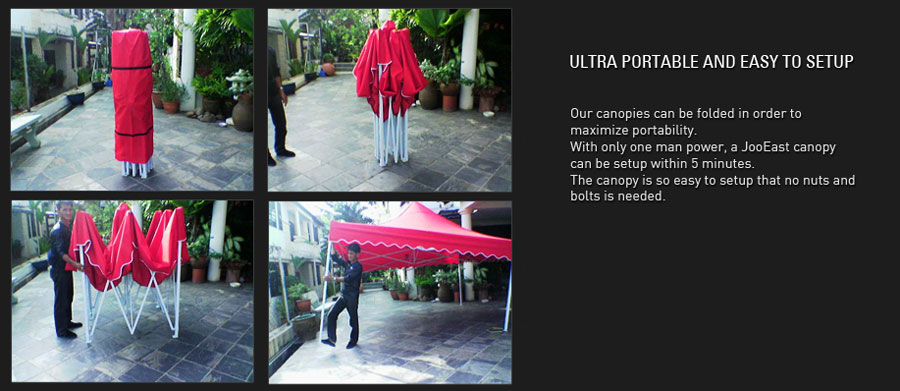 ULTRA PORTABLE AND EASY TO SETUP
Our canopies can be folded in order to
maximize portability.
With only one man power, a JooEast canopy
can be setup within 5 minutes.
The canopy is so easy to setup that no nuts and
bolts is needed.